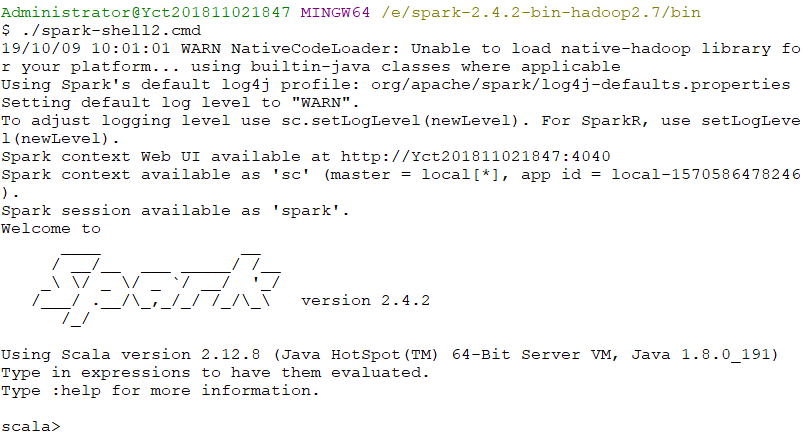 Administrator@Yct201811021847 MINGW64 /e/spark-2.4.2-bin-hadoop2.7/bin
$ ./spark-shell2.cmd
19/10/09 10:01:01 WARN NativeCodeLoader: Unable to load native-hadoop library fo
r your platform... using builtin-java classes where applicable
Using Spark's default log4j profile: org/apache/spark/log4j-defaults.properties
Setting default log level to "WARN".
To adjust logging level use sc.setLogLevel(newLevel). For SparkR, use setLogLeve
l(newLevel).
Spark context Web UI available at http://Yct201811021847:4040
Spark context available as 'sc' (master = local[*], app id = local-1570586478246
).
Spark session available as 'spark'.
Welcome to
      ____              __
     / __/__  ___ _____/ /__
    _\ \/ _ \/ _ `/ __/  '_/
   /___/ .__/\_,_/_/ /_/\_\   version 2.4.2
      /_/

Using Scala version 2.12.8 (Java HotSpot(TM) 64-Bit Server VM, Java 1.8.0_191)
Type in expressions to have them evaluated.
Type :help for more information.

scala>